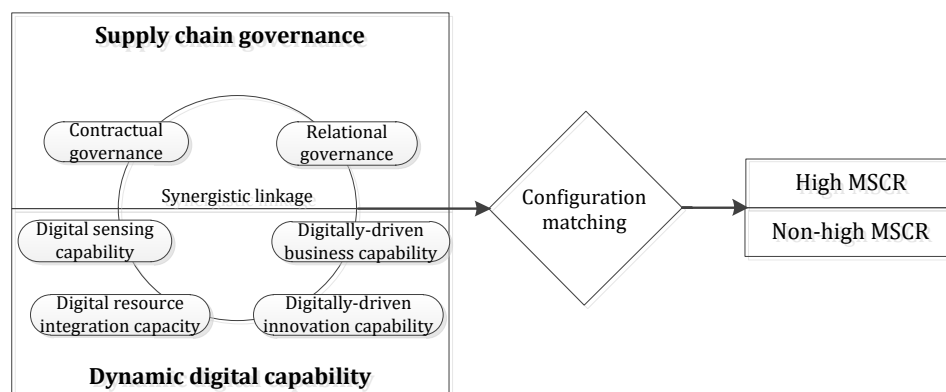 Supply chain governance
Contractual
governance
Relational
governance
Synergistic linkage
Digital sensing
capability
Digitally-driven
business capability
Digital resource
integration capacity
Digitally-driven
innovation capability
Dynamic digital capability
Configuration
matching
High MSCR
Non-high MSCR